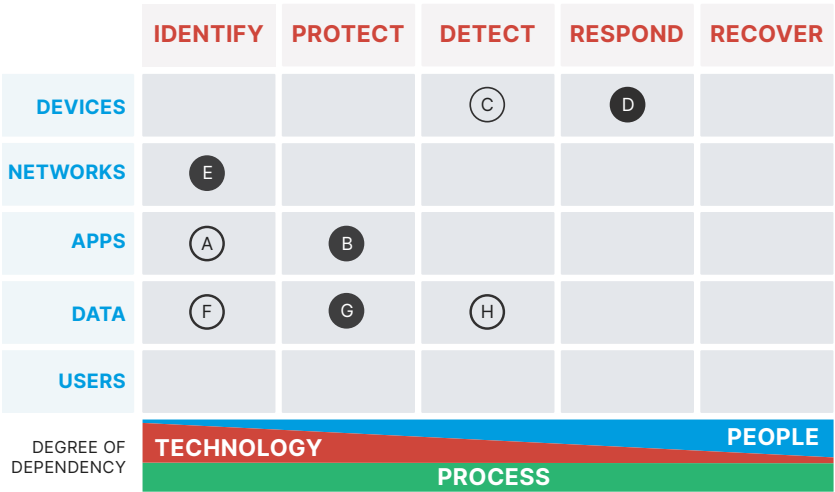 IDENTIFY PROTECT DETECT RESPOND RECOVER
DEVICES C D
NETWORKS E
APPS A B
DATA F G H
USERS
DEGREE OF
DEPENDENCY
TECHNOLOGY
PEOPLE
PROCESS